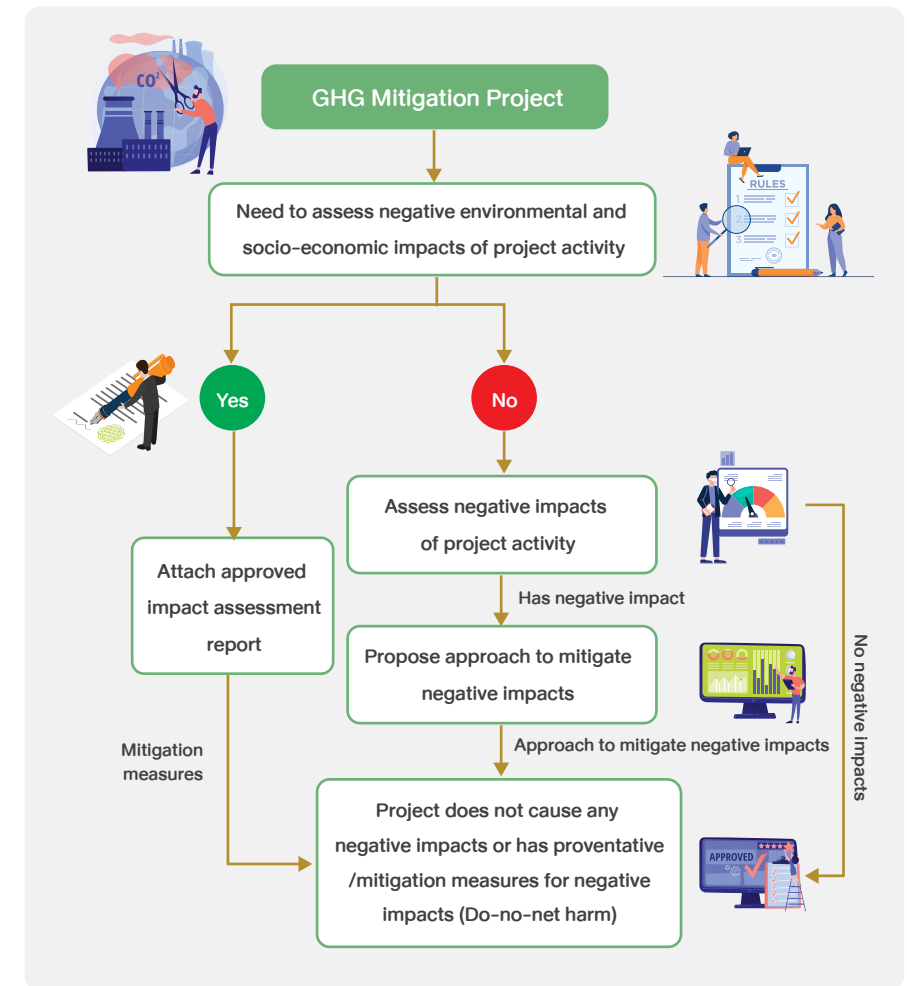 CO²
GHG Mitigation Project
Need to assess negative environmental and
socio-economic impacts of project activity
RULES
1.
2.
3.
Yes
No
Assess negative impacts
of project activity
Attach approved
impact assessment
report
Has negative impact
Propose approach to mitigate
negative impacts
No negative impacts
Mitigation
measures
Approach to mitigate negative impacts
Project does not cause any
negative impacts or has proventative
/mitigation measures for negative
impacts (Do-no-net harm)
APPROVED